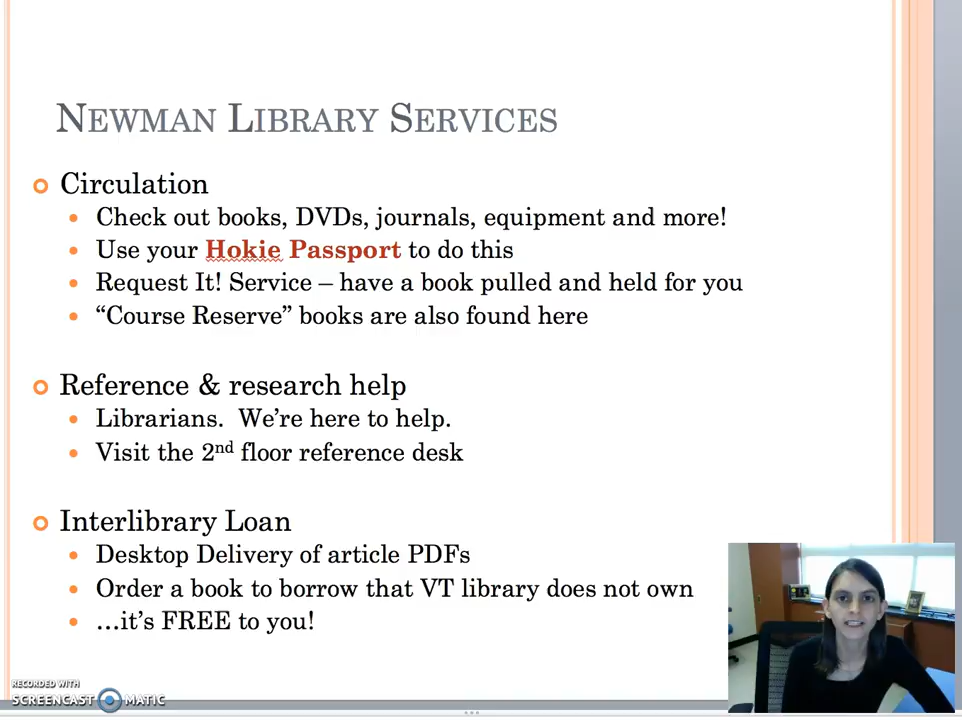 NEWMAN LIBRARY SERVICES
Circulation
Check out books, DVDs, journals, equipment and more!
Use your Hokie Passport to do this
Request It! Service – have a book pulled and held for you
“Course Reserve” books are also found here
Reference & research help
Librarians.  We’re here to help.
Visit the 2nd floor reference desk
Interlibrary Loan
Desktop Delivery of article PDFs
Order a book to borrow that VT library does not own
…it’s FREE to you!
RECORDED WITH
SCREENCAST MATIC